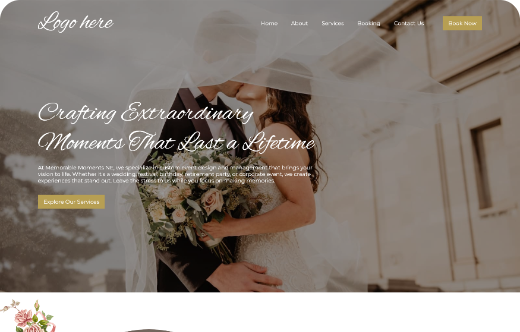 Logo here
Home About Services Booking Contact Us Book Now
Crafting Extraordinary
Moments That Last a Lifetime
At Memorable Moments NE, we specialize in custom event design and management that brings your
vision to life. Whether it's a wedding, festival, birthday, retirement party, or corporate event, we create
experiences that stand out. Leave the stress to us while you focus on making memories.
Explore Our Services